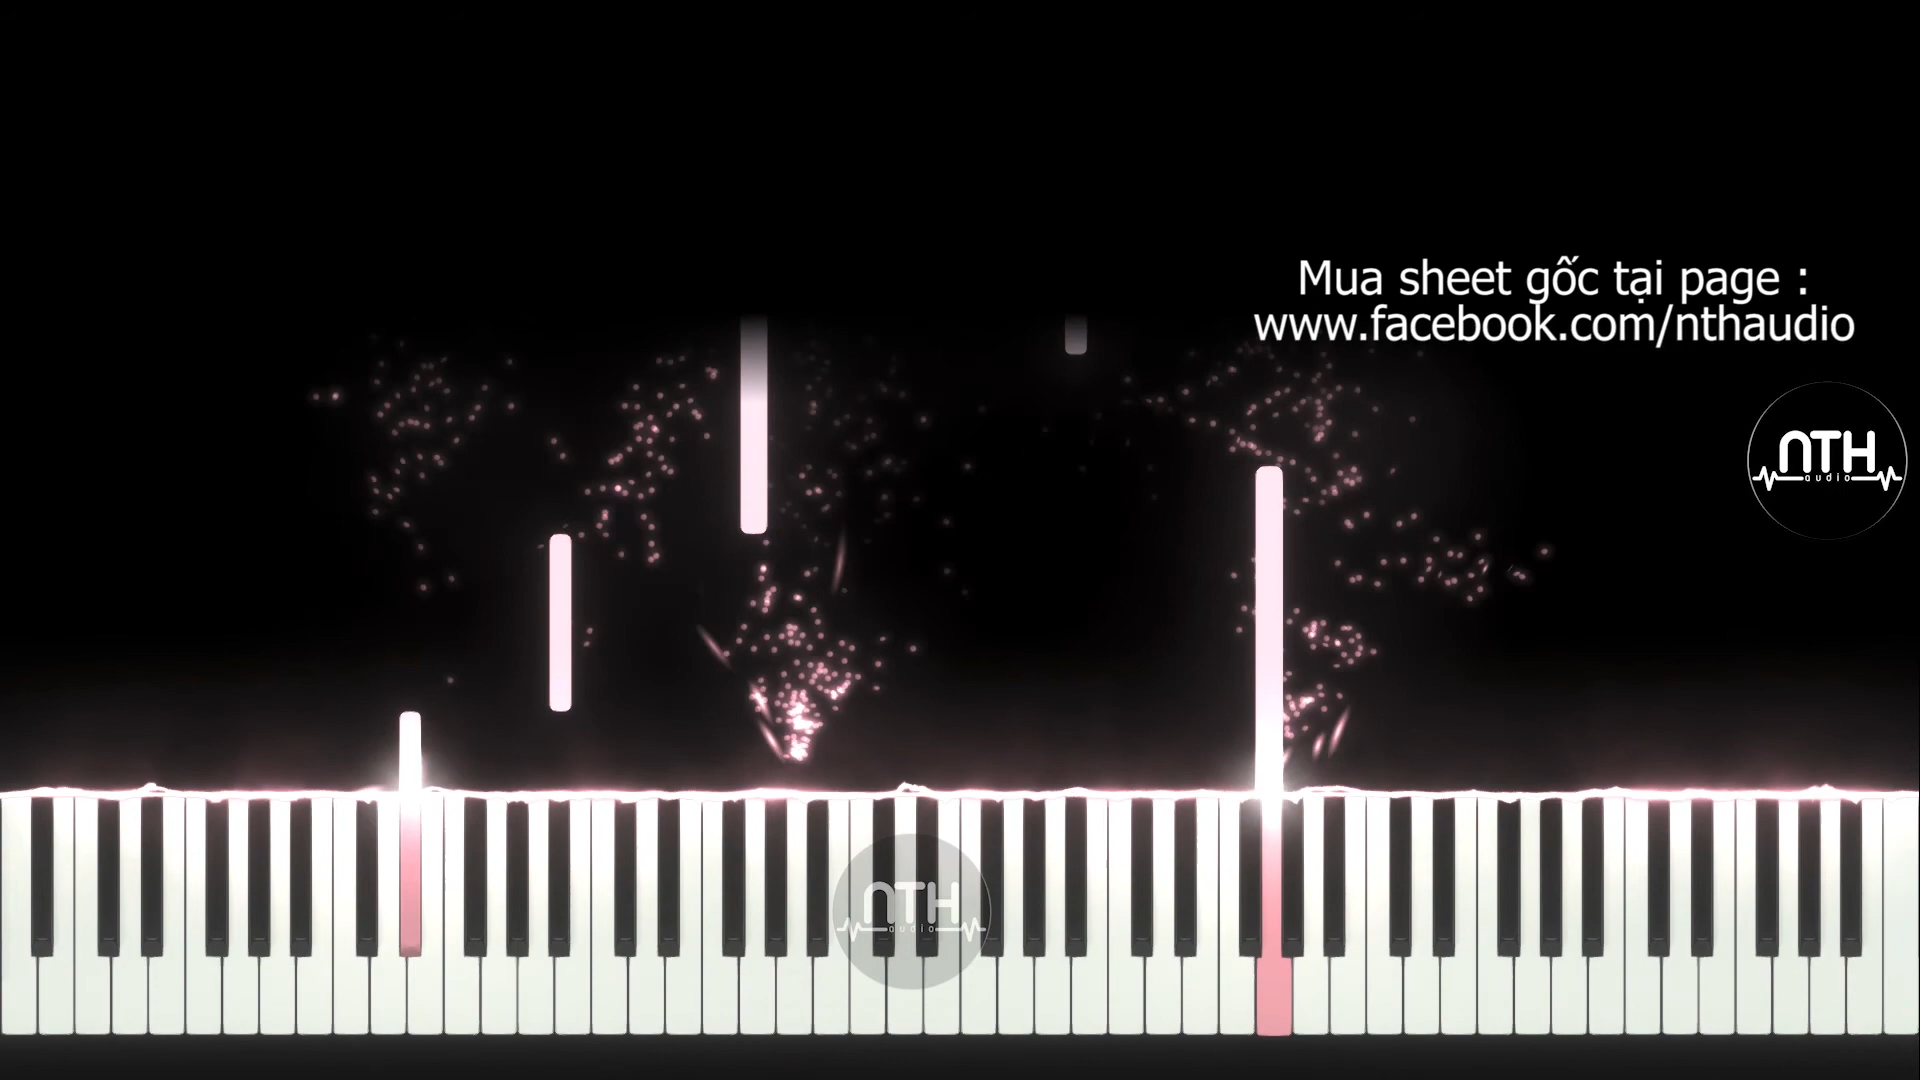 Mua sheet gốc tại page :
www.facebook.com/nthaudio
NTH
audio
NTH
audio